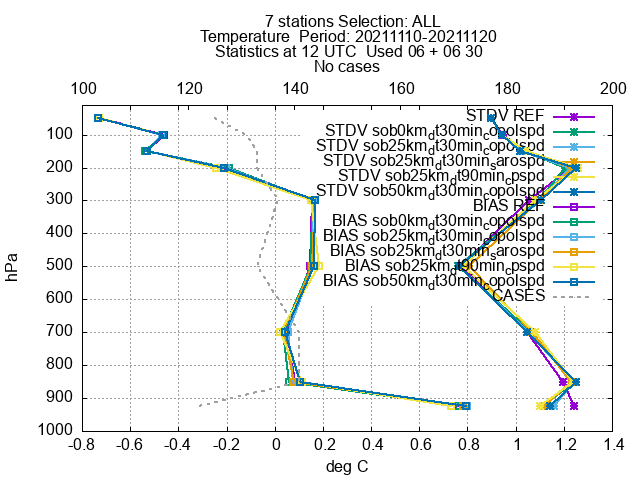 7 stations Selection: ALL
Temperature Period: 20211110-20211120
Statistics at 12 UTC Used 06 + 06 30
No cases
100 120 140 160 180 200
STDV REF
STDV sob0km_dt30min_copolspd
STDV sob25km_dt30min_copolspd
STDV sob25km_dt30min_sarospd
STDV sob25km_dt90min_cpspd
STDV sob50km_dt30min_copolspd
BIAS REF
BIAS sob0km_dt30min_copolspd
BIAS sob25km_dt30min_copolspd
BIAS sob25km_dt30min_sarospd
BIAS sob25km_dt90min_cpspd
BIAS sob50km_dt30min_copolspd
CASES
hPa
100
200
300
400
500
600
700
800
900
1000
-0.8 -0.6 -0.4 -0.2 0 0.2 0.4 0.6 0.8 1 1.2 1.4
deg C